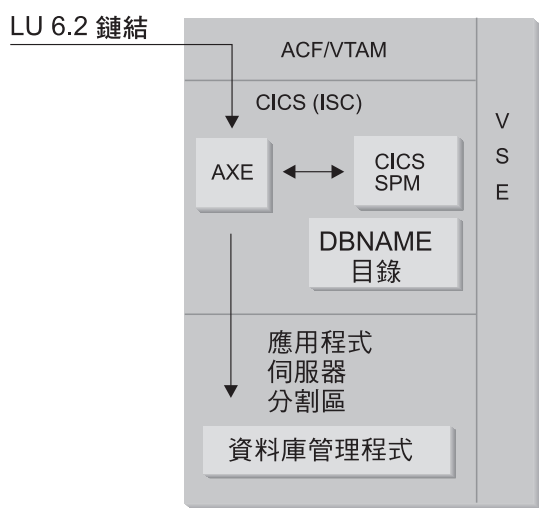 LU 6.2 鏈結
ACF/VTAM
CICS (ISC)
AXE
CICS
SPM
DBNAME
目錄
V
S
E
應用程式
伺服器
分割區
資料庫管理程式